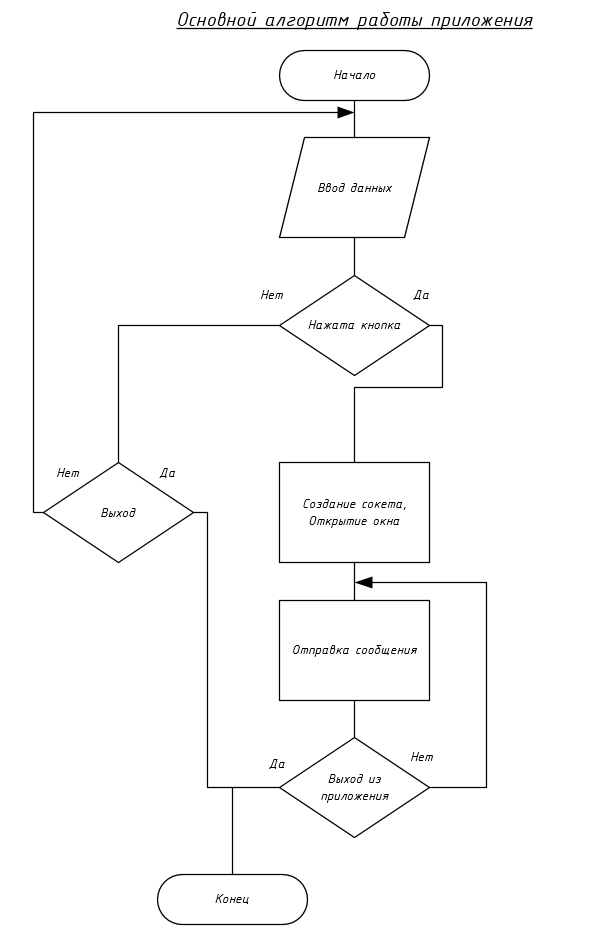 Основной алгоритм работы приложения
Начало
Ввод данных
Нет
Да
Нажата кнопка
Нет
Да
Выход
Создание сокета,
Открытие окна
Отправка сообщения
Да
Нет
Выход из
приложения
Конец